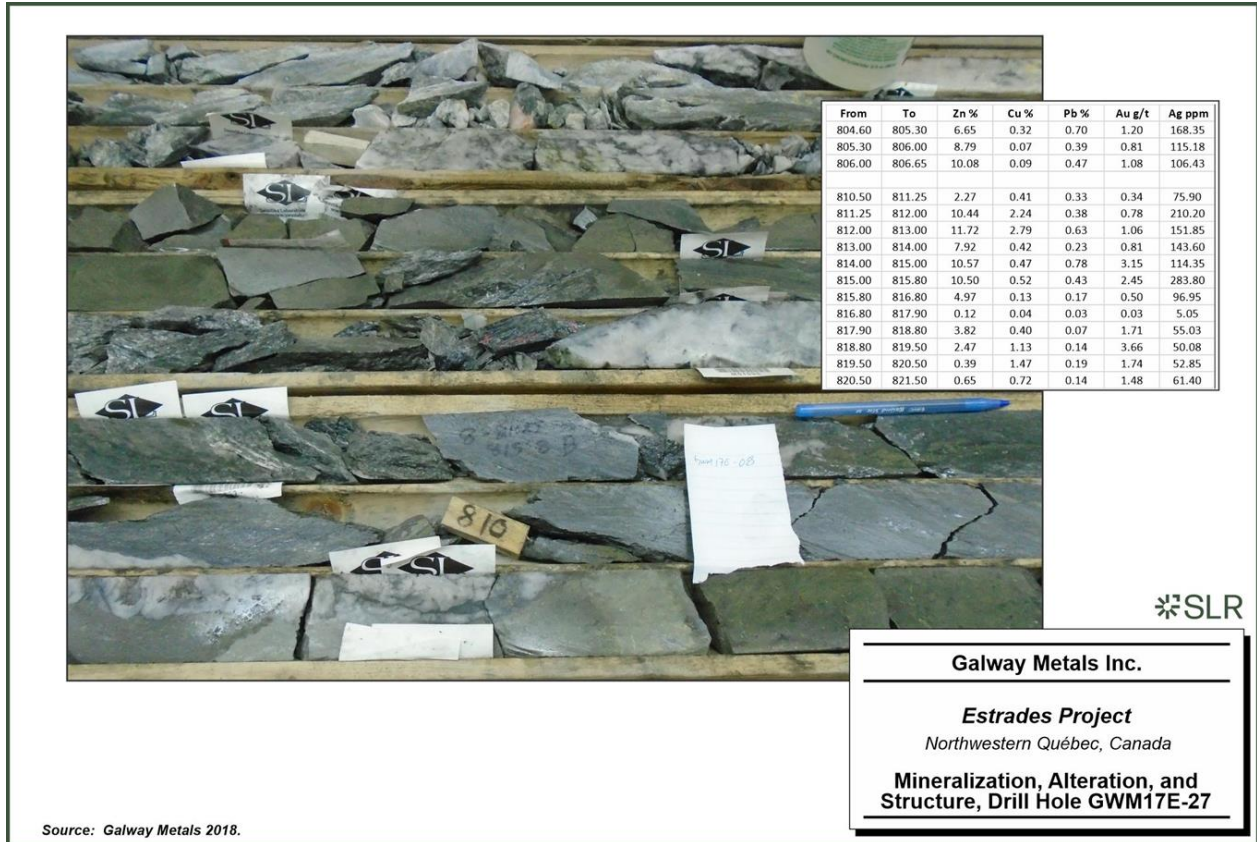 From To Zn % Cu % Pb % Au g/t Ag ppm
804.60 805.30 6.65 0.32 0.70 1.20 168.35
805.30 806.00 8.79 0.07 0.39 0.81 115.18
806.00 806.65 10.08 0.09 0.47 1.08 106.43
810.50 811.25 2.27 0.41 0.33 0.34 75.90
811.25 812.00 10.44 2.24 0.38 0.78 210.20
812.00 813.00 11.72 2.79 0.63 1.06 151.85
813.00 814.00 7.92 0.42 0.23 0.81 143.60
814.00 815.00 10.57 0.47 0.78 3.15 114.35
815.00 815.80 10.50 0.52 0.43 2.45 283.80
815.80 816.80 4.97 0.13 0.17 0.50 96.95
816.80 817.90 0.12 0.04 0.03 0.03 5.05
817.90 818.80 3.82 0.40 0.07 1.71 55.03
818.80 819.50 2.47 1.13 0.14 3.66 50.08
819.50 820.50 0.39 1.47 0.19 1.74 52.85
820.50 821.50 0.65 0.72 0.14 1.48 61.40
SL
SL
SL
SL
SL
810
SL
SLR
Galway Metals Inc.
Estrades Project
Northwestern Québec, Canada
Mineralization, Alteration, and
Structure, Drill Hole GWM17E-27
Source: Galway Metals 2018.